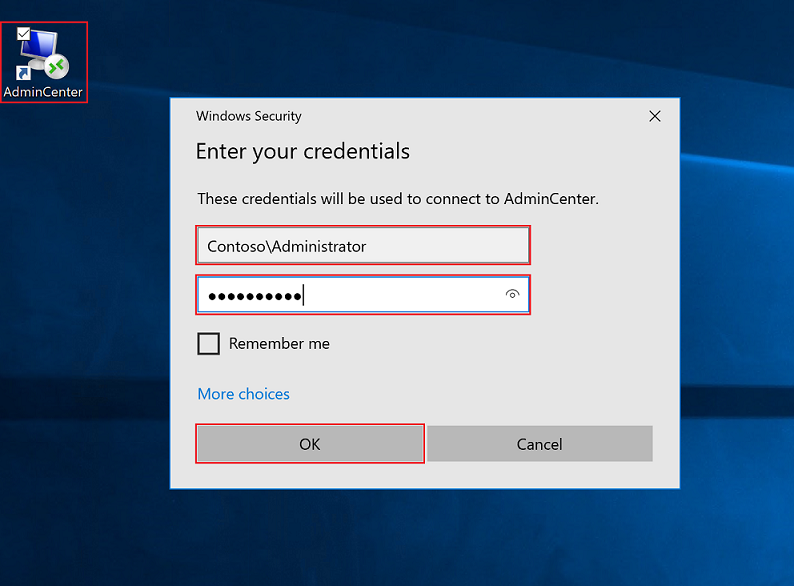 AdminCenter
Windows Security
Enter your credentials
These credentials will be used to connect to AdminCenter.
Contoso\Administrator
●●●●●●●●●●
Remember me
More choices
OK
Cancel